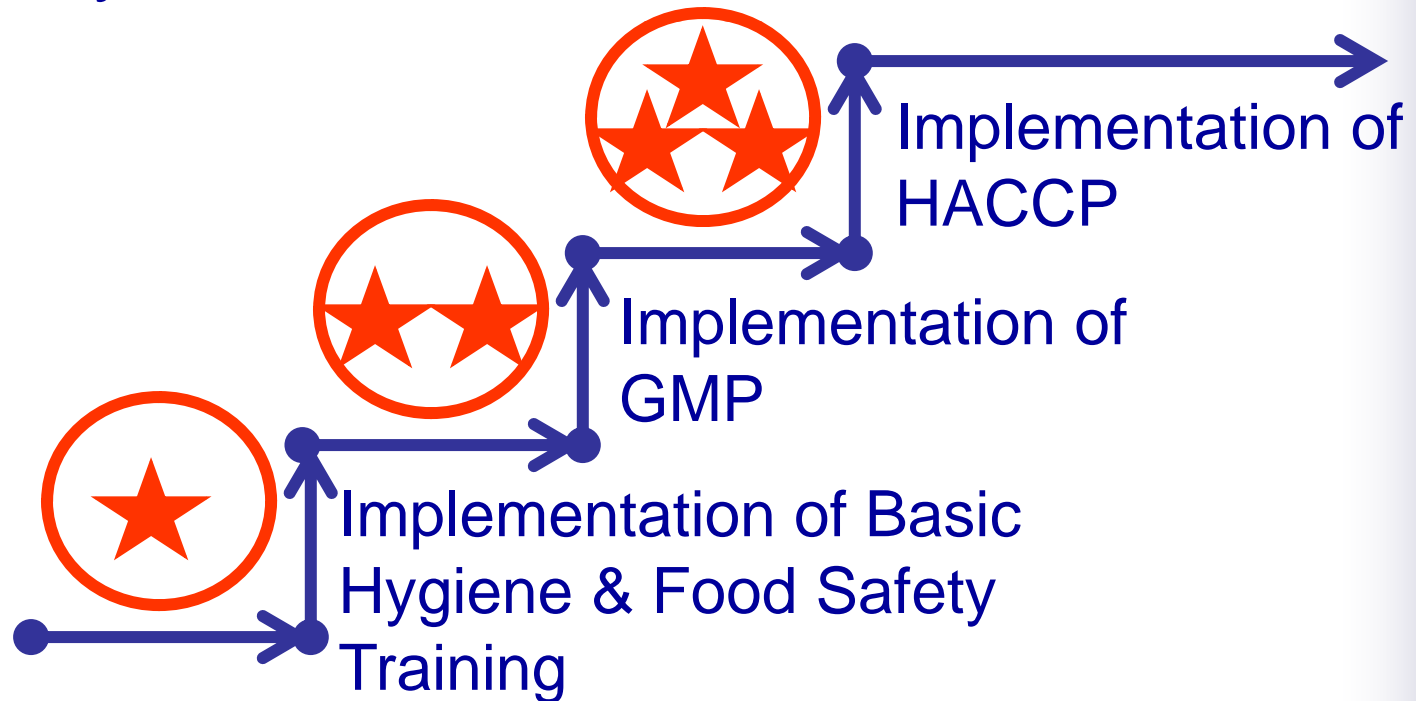 Implementation of
HACCP
Implementation of
GMP
Implementation of Basic
Hygiene & Food Safety
Training